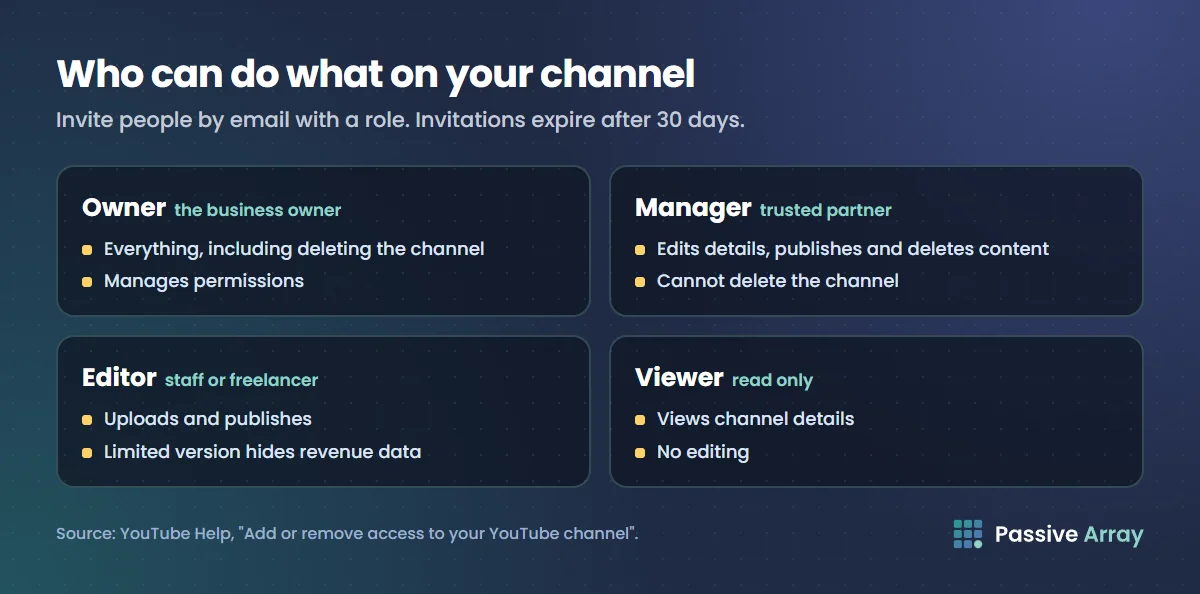 Who can do what on your channel
Invite people by email with a role. Invitations expire after 30 days.
Owner the business owner
Everything, including deleting the channel
Manages permissions
Manager trusted partner
Edits details, publishes and deletes content
Cannot delete the channel
Editor staff or freelancer
Uploads and publishes
Limited version hides revenue data
Viewer read only
Views channel details
No editing
Source: YouTube Help, "Add or remove access to your YouTube channel".
Passive Array